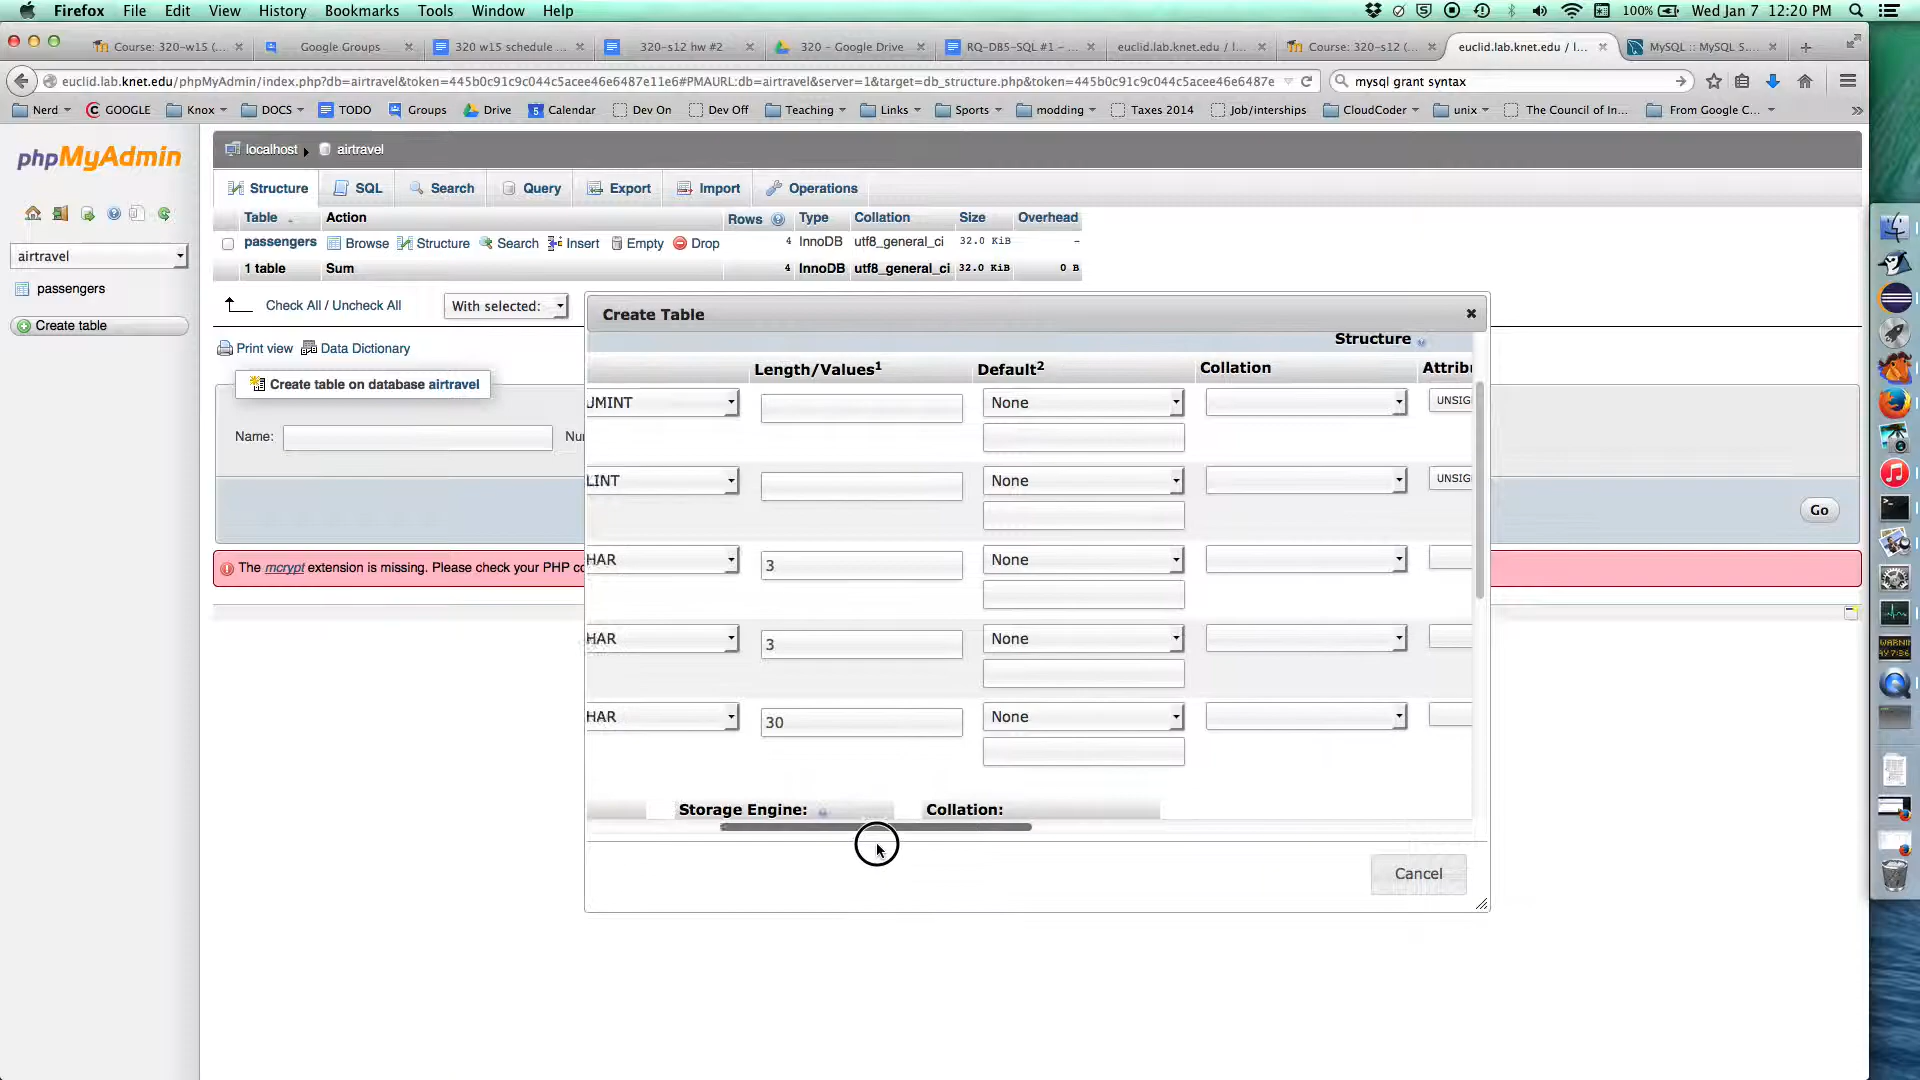 Firefox File Edit View History Bookmarks Tools Window Help 100% Wed Jan 7 12:20 PM
Course: 320-w15 (... Google Groups 320 w15 schedule ... 320-s12 hw #2 320 - Google Drive RQ-DB5-SQL #1 - ... euclid.lab.knet.edu / l... Course: 320-s12 (... euclid.lab.knet.edu / l... MySQL :: MySQL 5....
euclid.lab.knet.edu/phpMyAdmin/index.php?db=airtravel&token=445b0c91c9c044c5acee46e6487e11e6#PMAURL:db=airtravel&server=1&target=db_structure.php&token=445b0c91c9c044c5acee46e6487e mysql grant syntax
Nerd GOOGLE Knox DOCS TODO Groups Drive 5 Calendar Dev On Dev Off Teaching Links Sports modding Taxes 2014 Job/interships CloudCoder unix The Council of In... From Google C...
phpMyAdmin
localhost airtravel
Structure SQL Search Query Export Import Operations
Table Action Rows Type Collation Size Overhead
passengers Browse Structure Search Insert Empty Drop 4 InnoDB utf8_general_ci 32.0 KiB -
1 table Sum 4 InnoDB utf8_general_ci 32.0 KiB 0 B
airtravel
passengers
Create table
Check All / Uncheck All With selected:
Print view Data Dictionary
Create table on database airtravel
Name: Nu
Go
The mcrypt extension is missing. Please check your PHP co
Create Table
Structure
Length/Values1 Default2 Collation Attrib
UMINT None UNSIG
LINT None UNSIG
HAR 3 None
HAR 3 None
HAR 30 None
Storage Engine: Collation:
Cancel